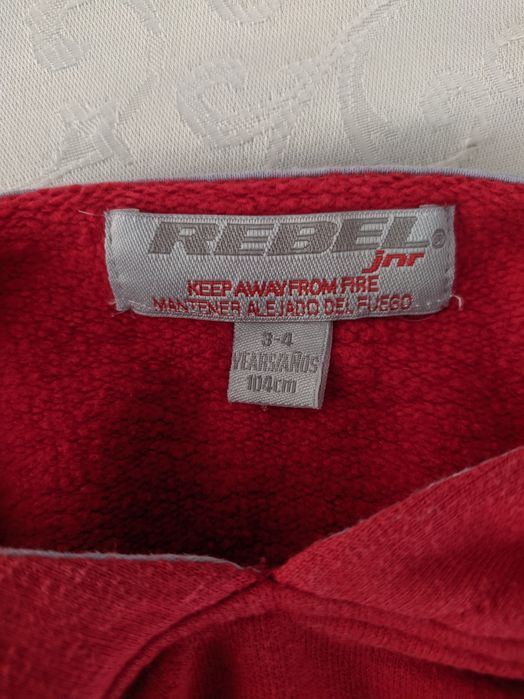 REBEL®
jnr
KEEP AWAY FROM FIRE
MANTENER ALEJADO DEL FUEGO
3-4
YEARS/AÑOS
104cm